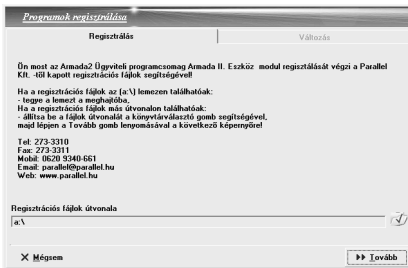 Programok regisztrálása
Regisztrálás
Változás
Ön most az Armada2 Ügyviteli programcsomag Armada II. Eszköz modul regisztálását végzi a Parallel
Kft. -től kapott regisztrációs fájlok segítségével!
Ha a regisztrációs fájlok az (a:\) lemezen találhatóak:
- tegye a lemezt a meghajtóba,
Ha a regisztrációs fájlok más útvonalon találhatóak:
- állítsa be a fájlok útvonalát a könyvtárválasztó gomb segítségével,
majd lépjen a Tovább gomb lenyomásával a következő képernyőre!
Tel: 273-3310
Fax: 273-3311
Mobil: 0620 9340-661
Email: parallel@parallel.hu
Web: www.parallel.hu
Regisztrációs fájlok útvonala
a:\
Mégsem
Tovább